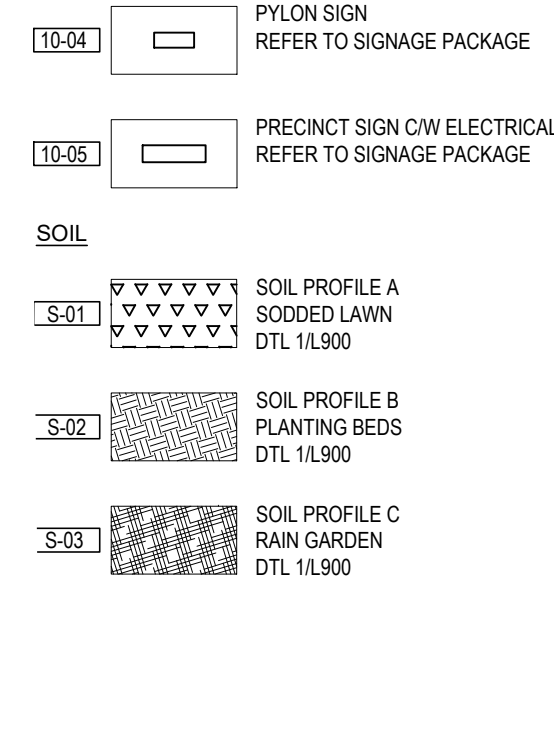 PYLON SIGN
10-04 REFER TO SIGNAGE PACKAGE
PRECINCT SIGN C/W ELECTRICAL
10-05 REFER TO SIGNAGE PACKAGE
SOIL
SOIL PROFILE A
S-01 SODDED LAWN
DTL 1/L900
SOIL PROFILE B
S-02 PLANTING BEDS
DTL 1/L900
SOIL PROFILE C
S-03 RAIN GARDEN
DTL 1/L900